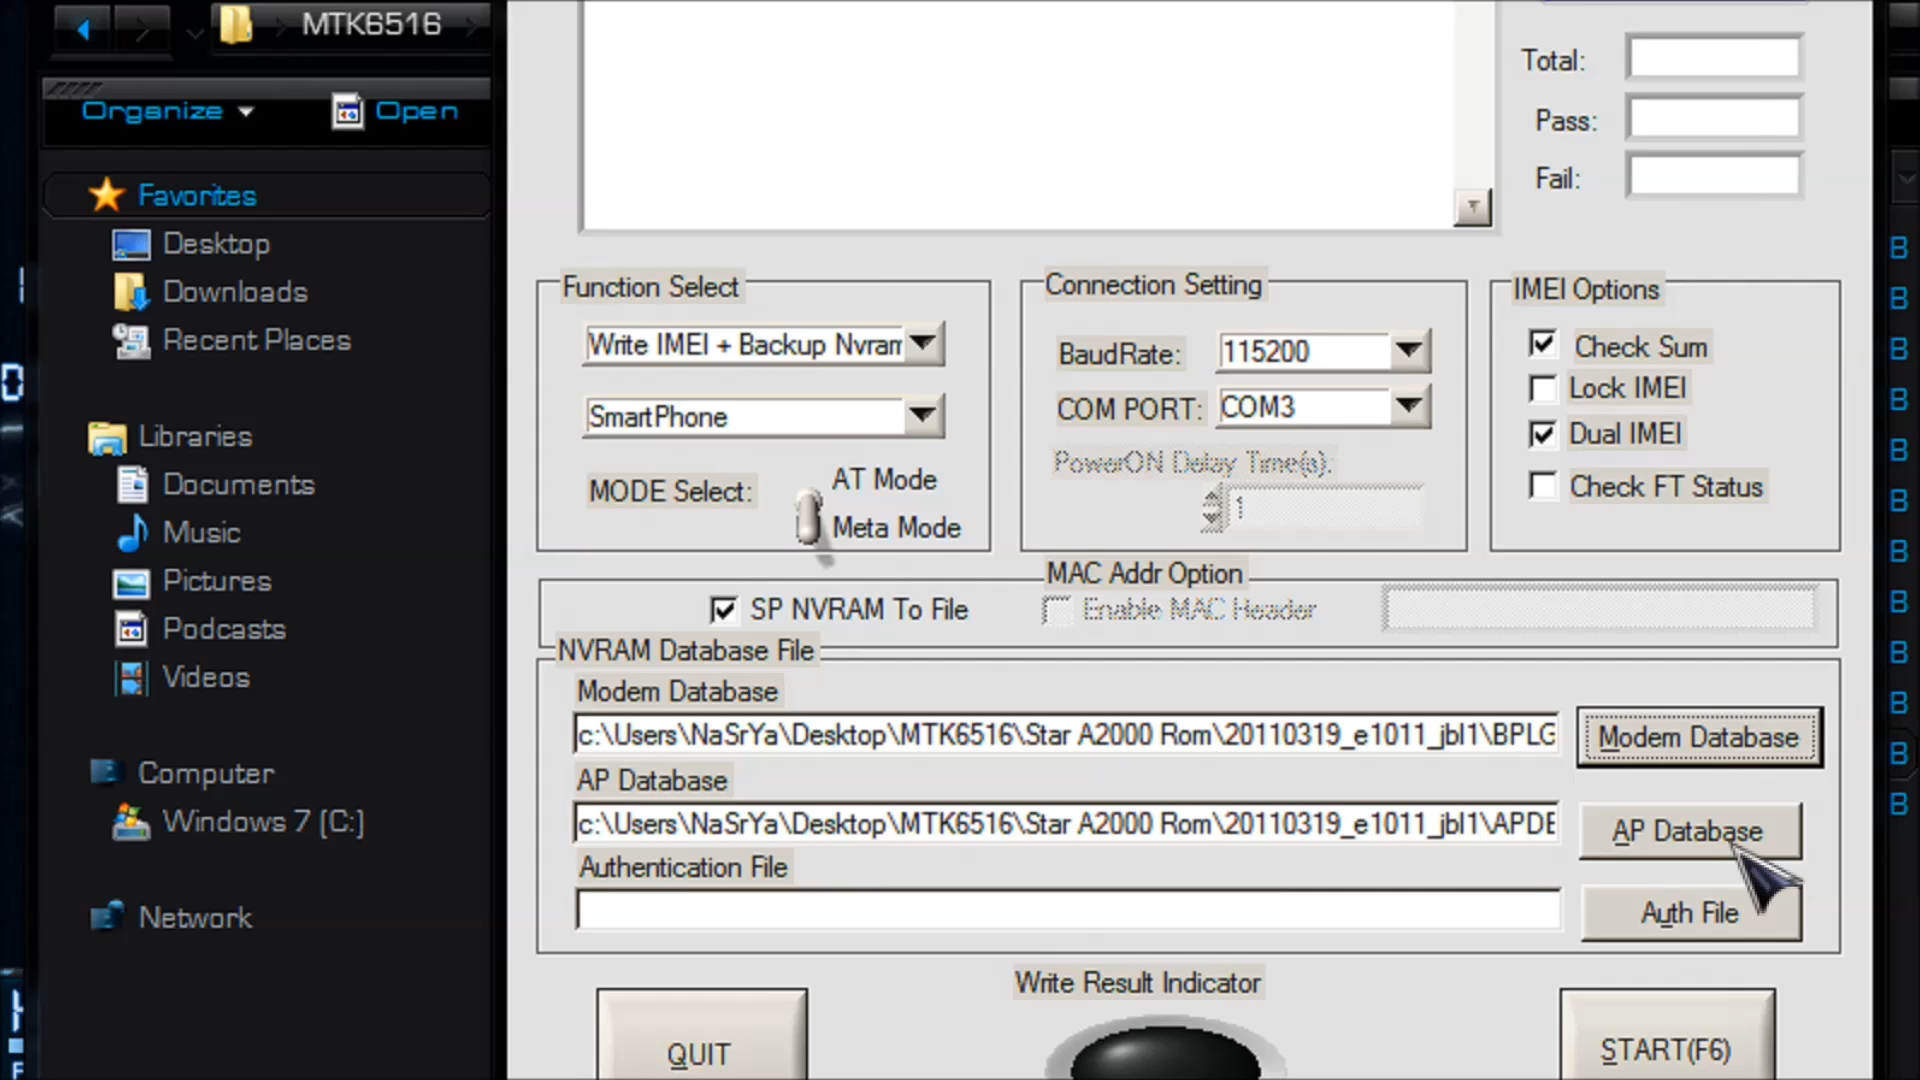 MTK6516
Organize
Open
Favorites
Desktop
Downloads
Recent Places
Libraries
Documents
Music
Pictures
Podcasts
Videos
Computer
Windows 7 (C:)
Network
Total:
Pass:
Fail:
Function Select
Write IMEI + Backup Nvram
SmartPhone
MODE Select:
AT Mode
Meta Mode
Connection Setting
BaudRate:
115200
COM PORT:
COM3
PowerON Delay Time(s):
1
IMEI Options
Check Sum
Lock IMEI
Dual IMEI
Check FT Status
MAC Addr Option
SP NVRAM To File
Enable MAC Header
NVRAM Database File
Modem Database
c:\Users\NaSrYa\Desktop\MTK6516\Star A2000 Rom\20110319_e1011_jbl1\BPLG
Modem Database
AP Database
c:\Users\NaSrYa\Desktop\MTK6516\Star A2000 Rom\20110319_e1011_jbl1\APDE
AP Database
Authentication File
Auth File
Write Result Indicator
QUIT
START(F6)
B
B
B
B
B
B
B
B
B
B
B
B